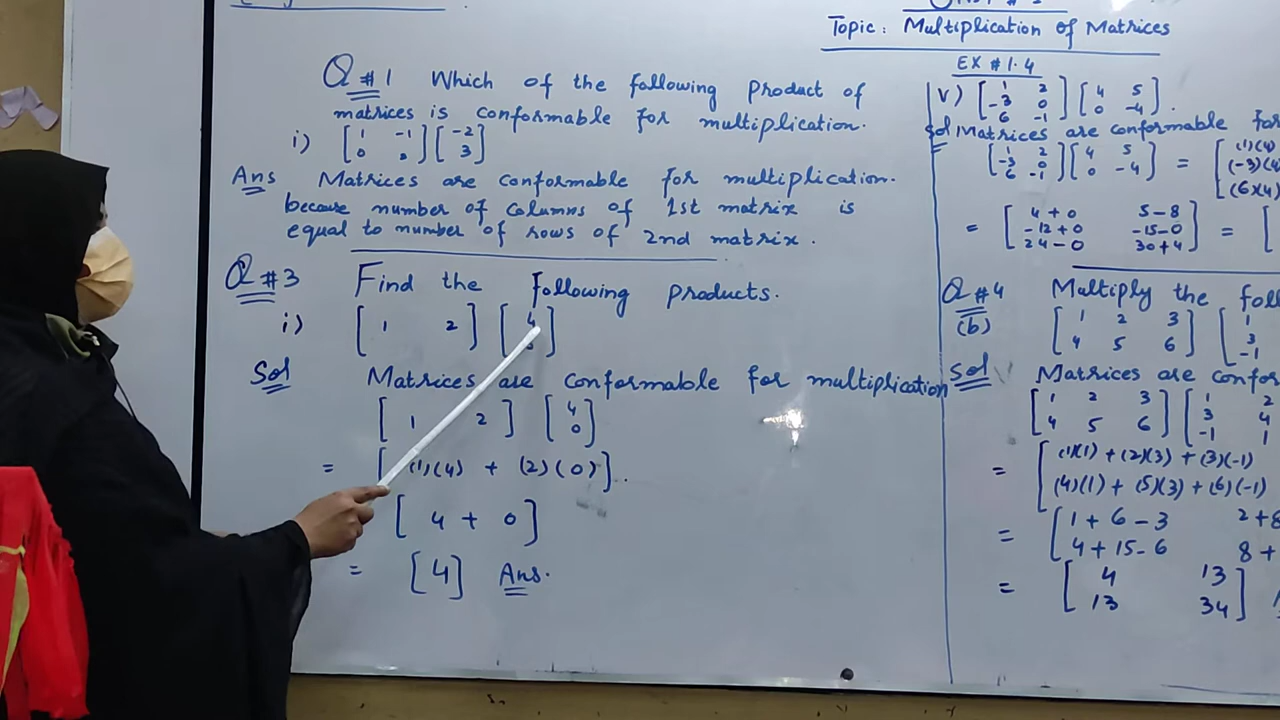 Topic: Multiplication of Matrices
EX # 1.4
Q #1 Which of the following product of
matrices is conformable for multiplication.
i) [1 -1] [-2]
[0 2] [3]
Ans Matrices are conformable for multiplication.
because number of columns of 1st matrix is
equal to number of rows of 2nd matrix.
Q #3 Find the following products.
i) [1 2] [4
Sol Matrices are conformable for multiplication
[1 2] [4]
[0]
= [(1)(4) + (2)(0)]..
[4 + 0]
= [4] Ans.
v) [1 2] [4 5]
[-3 0] [0 -4].
[6 -1]
Sol Matrices are conformable for
[1 2] [4 5] = [(1)(4)
[-3 0] [0 -4] (-3)(4
[6 -1] (6)(4)
= [4 + 0 5 - 8] = [
[-12 + 0 -15 - 0]
[24 - 0 30 + 4]
Q #4 Multiply the foll
(b) [1 2 3] [1
[4 5 6] 3
-1
Sol Matrices are confor
[1 2 3] [1 2
[4 5 6] 3 4
-1 1
= [(1)(1) + (2)(3) + (3)(-1)
(4)(1) + (5)(3) + (6)(-1)
= [1 + 6 - 3 2 + 8
4 + 15 - 6 8 +
= [4 13]
[13 34]